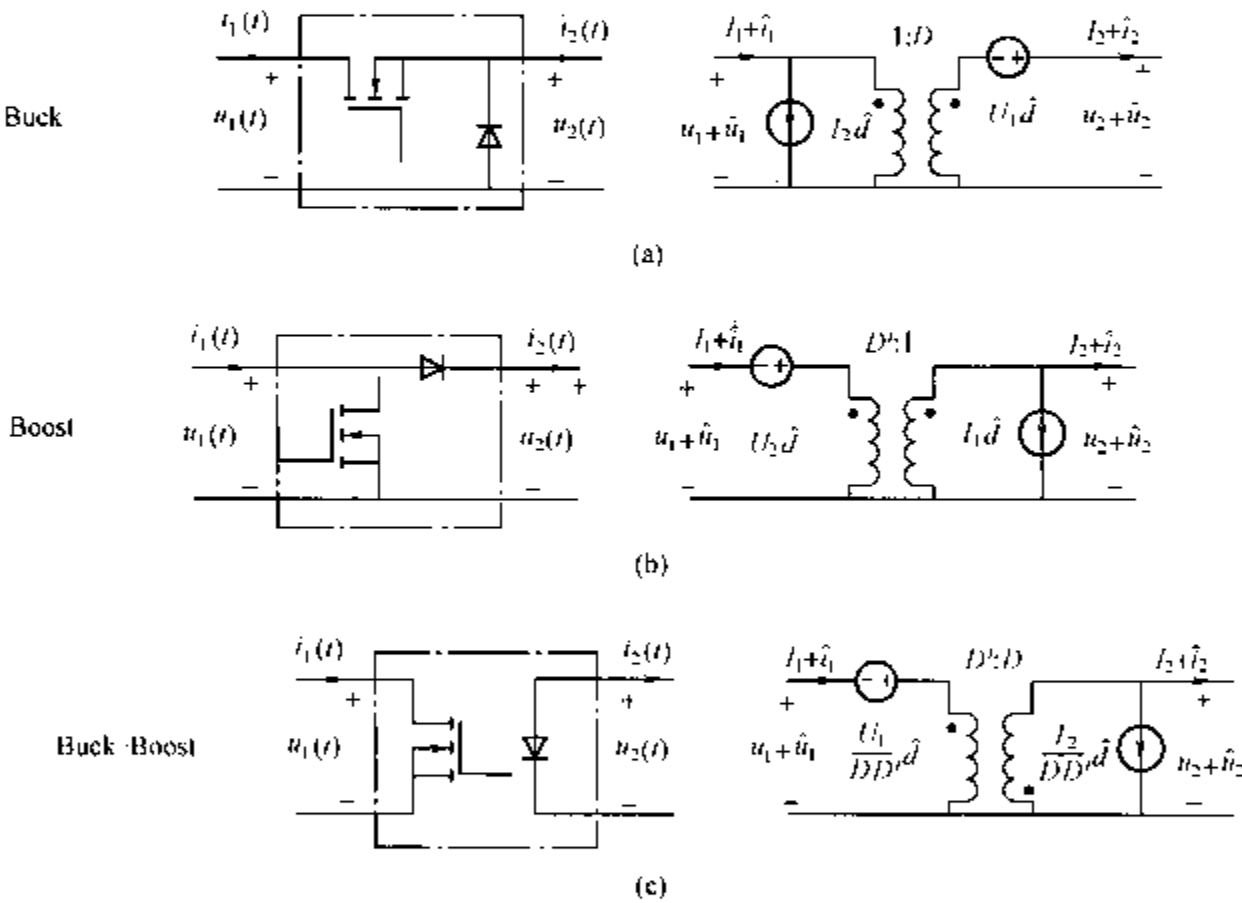 i₁(t)
i₂(t)
I₁+î₁
1:D
I₂+î₂
+
+
+
- +
+
Buck
u₁(t)
u₂(t)
u₁+û₁
I₂d̂
U₁d̂
u₂+û₂
−
−
−
−
(a)
i₁(t)
i₂(t)
I₁+î₁
D':1
I₂+î₂
+
+ +
+
- +
+
Boost
u₁(t)
u₂(t)
u₁+û₁
U₂d̂
I₁d̂
u₂+û₂
−
−
−
−
(b)
i₁(t)
i₂(t)
I₁+î₁
D':D
I₂+î₂
+
+
+
- +
+
Buck-Boost
u₁(t)
u₂(t)
u₁+û₁
U₁/DD' d̂
I₂/DD' d̂
u₂+û₂
−
−
−
−
(c)